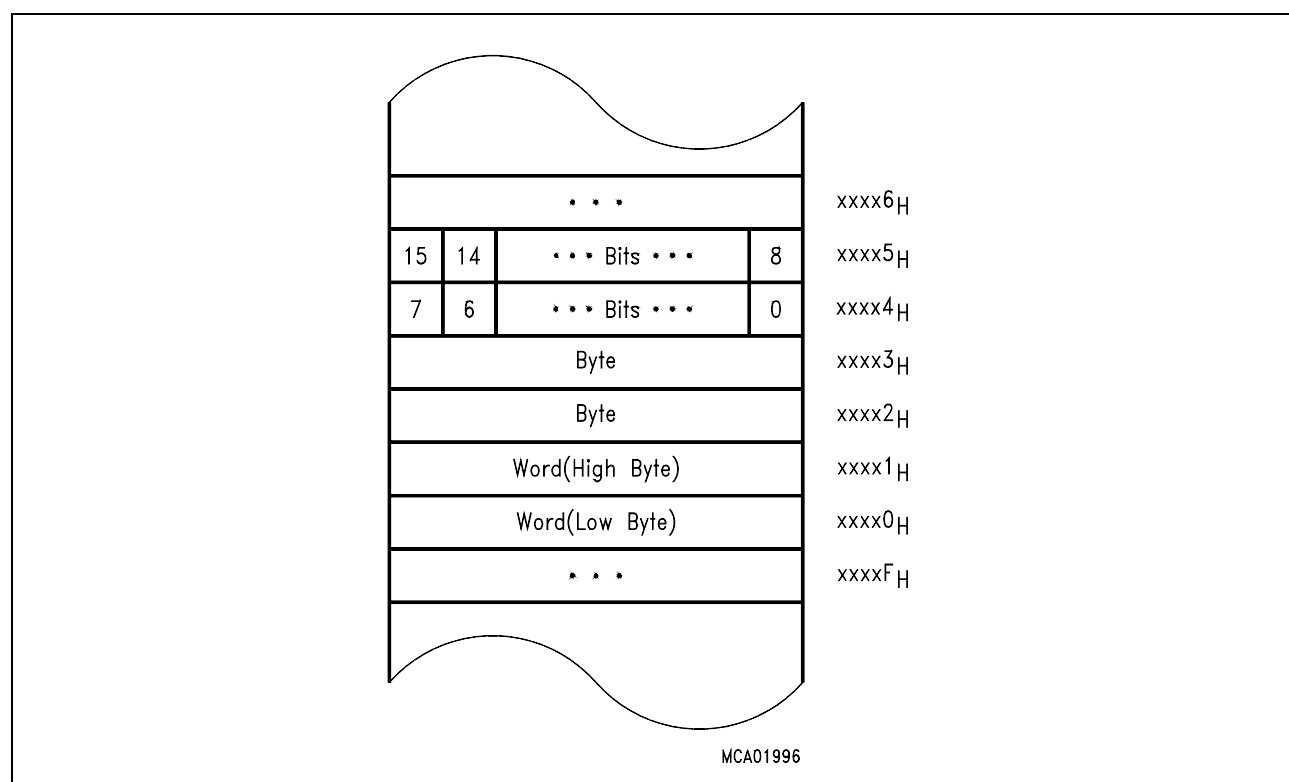 • • • xxxx6H
15 14 • • • Bits • • • 8 xxxx5H
7 6 • • • Bits • • • 0 xxxx4H
Byte xxxx3H
Byte xxxx2H
Word(High Byte) xxxx1H
Word(Low Byte) xxxx0H
• • • xxxxFH
MCA01996